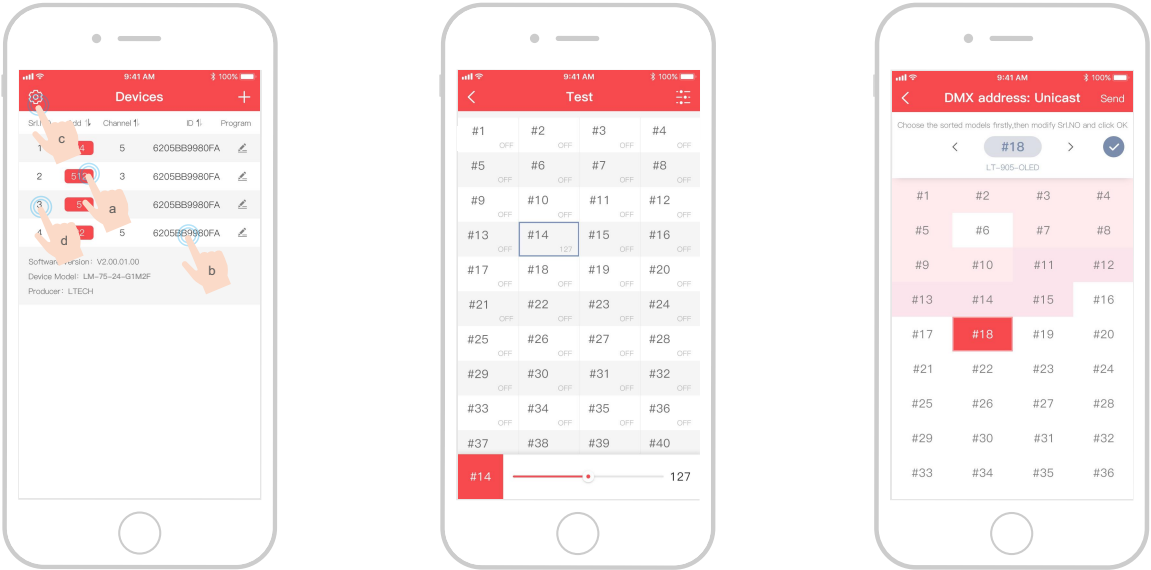 9:41 AM 100%
Devices
Channel ID Program
1 5 6205BB9980FA
2 512 3 6205BB9980FA
3 5 6205BB9980FA
4 5 6205BB9980FA
Software Version: V2.00.01.00
Device Model: LM-75-24-G1M2F
Producer: LTECH
c
a
d
b
9:41 AM 100%
Test
#1 OFF #2 OFF #3 OFF #4 OFF
#5 OFF #6 OFF #7 OFF #8 OFF
#9 OFF #10 OFF #11 OFF #12 OFF
#13 OFF #14 127 #15 OFF #16 OFF
#17 OFF #18 OFF #19 OFF #20 OFF
#21 OFF #22 OFF #23 OFF #24 OFF
#25 OFF #26 OFF #27 OFF #28 OFF
#29 OFF #30 OFF #31 OFF #32 OFF
#33 OFF #34 OFF #35 OFF #36 OFF
#37 #38 #39 #40
#14 127
9:41 AM 100%
DMX address: Unicast Send
Choose the sorted models firstly,then modify Srl.NO and click OK
#18
LT-905-OLED
#1 #2 #3 #4
#5 #6 #7 #8
#9 #10 #11 #12
#13 #14 #15 #16
#17 #18 #19 #20
#21 #22 #23 #24
#25 #26 #27 #28
#29 #30 #31 #32
#33 #34 #35 #36